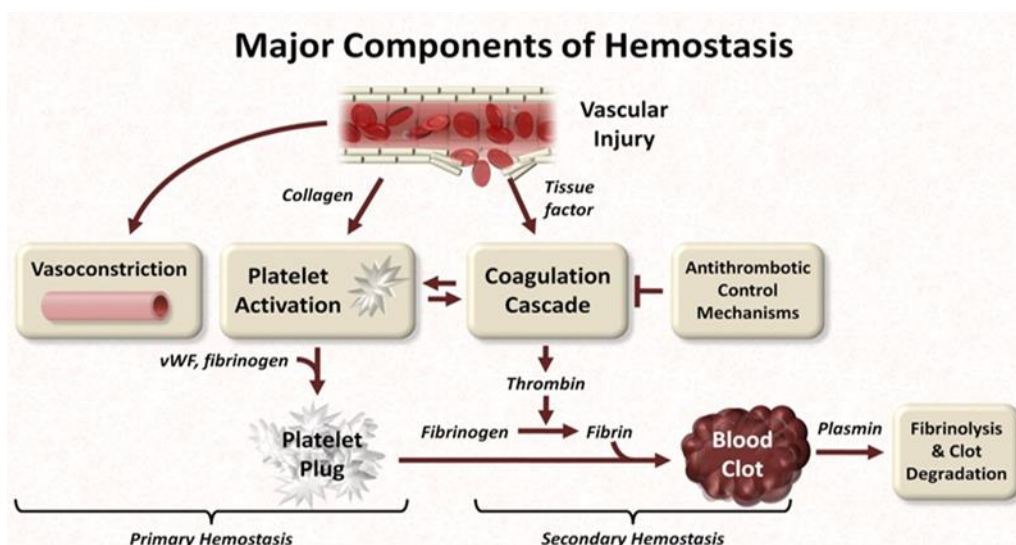 Major Components of Hemostasis
Vascular
Injury
Collagen
Tissue
factor
Vasoconstriction
Platelet
Activation
Coagulation
Cascade
Antithrombotic
Control
Mechanisms
vWF, fibrinogen
Thrombin
Platelet
Plug
Fibrinogen
Fibrin
Blood
Clot
Plasmin
Fibrinolysis
& Clot
Degradation
Primary Hemostasis
Secondary Hemostasis